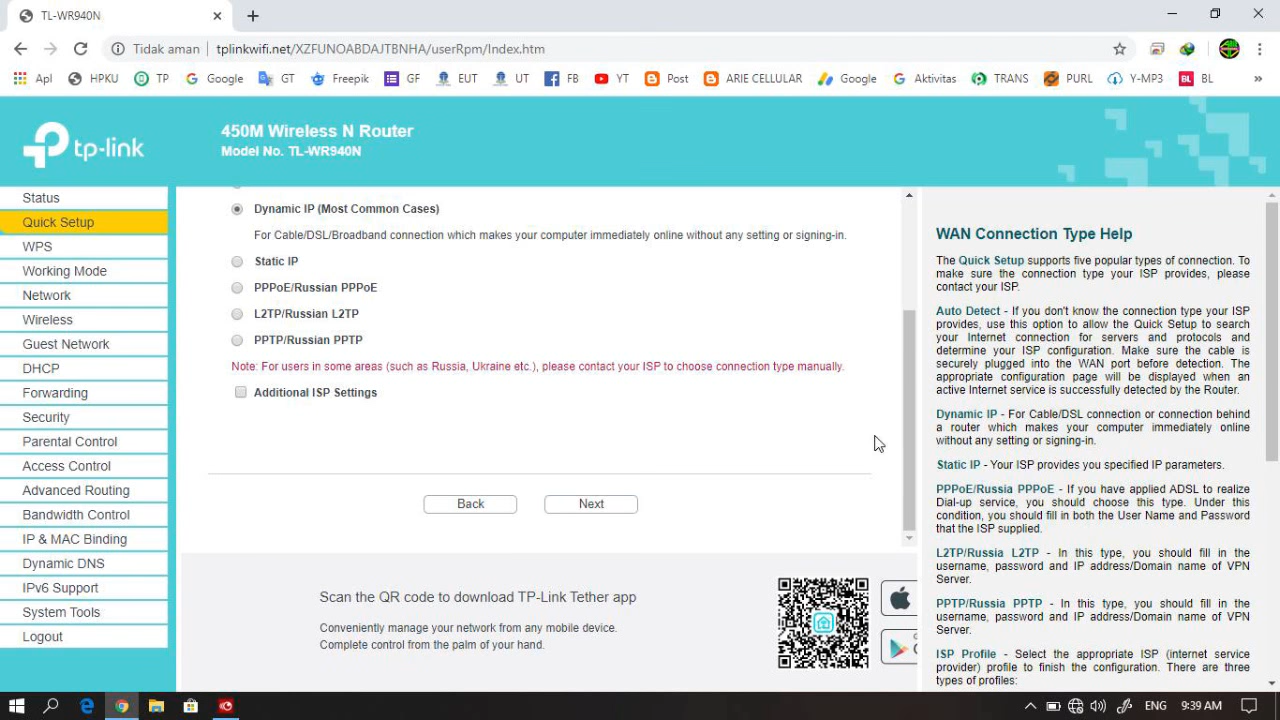 TL-WR940N
Tidak aman
tplinkwifi.net/XZFUNOABDAJTBNHA/userRpm/Index.htm
Apl
HPKU
TP
Google
GT
Freepik
GF
EUT
UT
FB
YT
Post
ARIE CELLULAR
Google
Aktivitas
TRANS
PURL
Y-MP3
BL
»
tp-link
450M Wireless N Router
Model No. TL-WR940N
Status
Quick Setup
WPS
Working Mode
Network
Wireless
Guest Network
DHCP
Forwarding
Security
Parental Control
Access Control
Advanced Routing
Bandwidth Control
IP & MAC Binding
Dynamic DNS
IPv6 Support
System Tools
Logout
Dynamic IP (Most Common Cases)
For Cable/DSL/Broadband connection which makes your computer immediately online without any setting or signing-in.
Static IP
PPPoE/Russian PPPoE
L2TP/Russian L2TP
PPTP/Russian PPTP
Note: For users in some areas (such as Russia, Ukraine etc.), please contact your ISP to choose connection type manually.
Additional ISP Settings
Back
Next
Scan the QR code to download TP-Link Tether app
Conveniently manage your network from any mobile device.
Complete control from the palm of your hand.
WAN Connection Type Help
The Quick Setup supports five popular types of connection. To
make sure the connection type your ISP provides, please
contact your ISP.
Auto Detect - If you don't know the connection type your ISP
provides, use this option to allow the Quick Setup to search
your Internet connection for servers and protocols and
determine your ISP configuration. Make sure the cable is
securely plugged into the WAN port before detection. The
appropriate configuration page will be displayed when an
active Internet service is successfully detected by the Router.
Dynamic IP - For Cable/DSL connection or connection behind
a router which makes your computer immediately online
without any setting or signing-in.
Static IP - Your ISP provides you specified IP parameters.
PPPoE/Russia PPPoE - If you have applied ADSL to realize
Dial-up service, you should choose this type. Under this
condition, you should fill in both the User Name and Password
that the ISP supplied.
L2TP/Russia L2TP - In this type, you should fill in the
username, password and IP address/Domain name of VPN
Server.
PPTP/Russia PPTP - In this type, you should fill in the
username, password and IP address/Domain name of VPN
Server.
ISP Profile - Select the appropriate ISP (internet service
provider) profile to finish the configuration. There are three
types of profiles:
ENG
9:39 AM